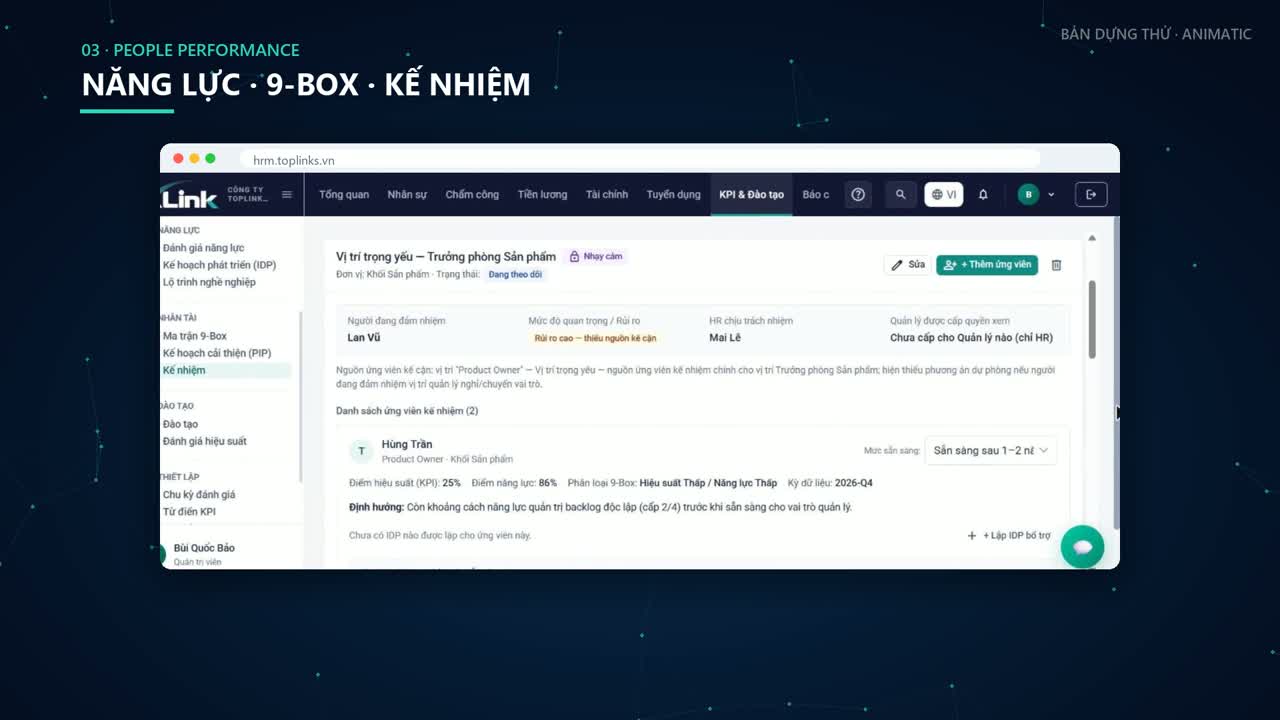 03 · PEOPLE PERFORMANCE
BẢN DỰNG THỬ · ANIMATIC
NĂNG LỰC · 9-BOX · KẾ NHIỆM
hrm.toplinks.vn
Link
CÔNG TY
TOPLINK...
Tổng quan
Nhân sự
Chấm công
Tiền lương
Tài chính
Tuyển dụng
KPI & Đào tạo
Báo c
VI
B
NĂNG LỰC
Đánh giá năng lực
Kế hoạch phát triển (IDP)
Lộ trình nghề nghiệp
NHÂN TÀI
Ma trận 9-Box
Kế hoạch cải thiện (PIP)
Kế nhiệm
ĐÀO TẠO
Đào tạo
Đánh giá hiệu suất
THIẾT LẬP
Chu kỳ đánh giá
Từ điển KPI
Bùi Quốc Bảo
Quản trị viên
Vị trí trọng yếu — Trưởng phòng Sản phẩm
Nhạy cảm
Đơn vị: Khối Sản phẩm · Trạng thái: Đang theo dõi
Sửa
+ Thêm ứng viên
Người đang đảm nhiệm
Lan Vũ
Mức độ quan trọng / Rủi ro
Rủi ro cao — thiếu nguồn kế cận
HR chịu trách nhiệm
Mai Lê
Quản lý được cấp quyền xem
Chưa cấp cho Quản lý nào (chỉ HR)
Nguồn ứng viên kế cận: vị trí "Product Owner" — Vị trí trọng yếu — nguồn ứng viên kế nhiệm chính cho vị trí Trưởng phòng Sản phẩm; hiện thiếu phương án dự phòng nếu người
đang đảm nhiệm vị trí quản lý nghỉ/chuyển vai trò.
Danh sách ứng viên kế nhiệm (2)
T
Hùng Trần
Product Owner · Khối Sản phẩm
Mức sẵn sàng:
Sẵn sàng sau 1–2 nă
Điểm hiệu suất (KPI): 25% Điểm năng lực: 86% Phân loại 9-Box: Hiệu suất Thấp / Năng lực Thấp Kỳ dữ liệu: 2026-Q4
Định hướng: Còn khoảng cách năng lực quản trị backlog độc lập (cấp 2/4) trước khi sẵn sàng cho vai trò quản lý.
Chưa có IDP nào được lập cho ứng viên này.
+ Lập IDP bổ trợ